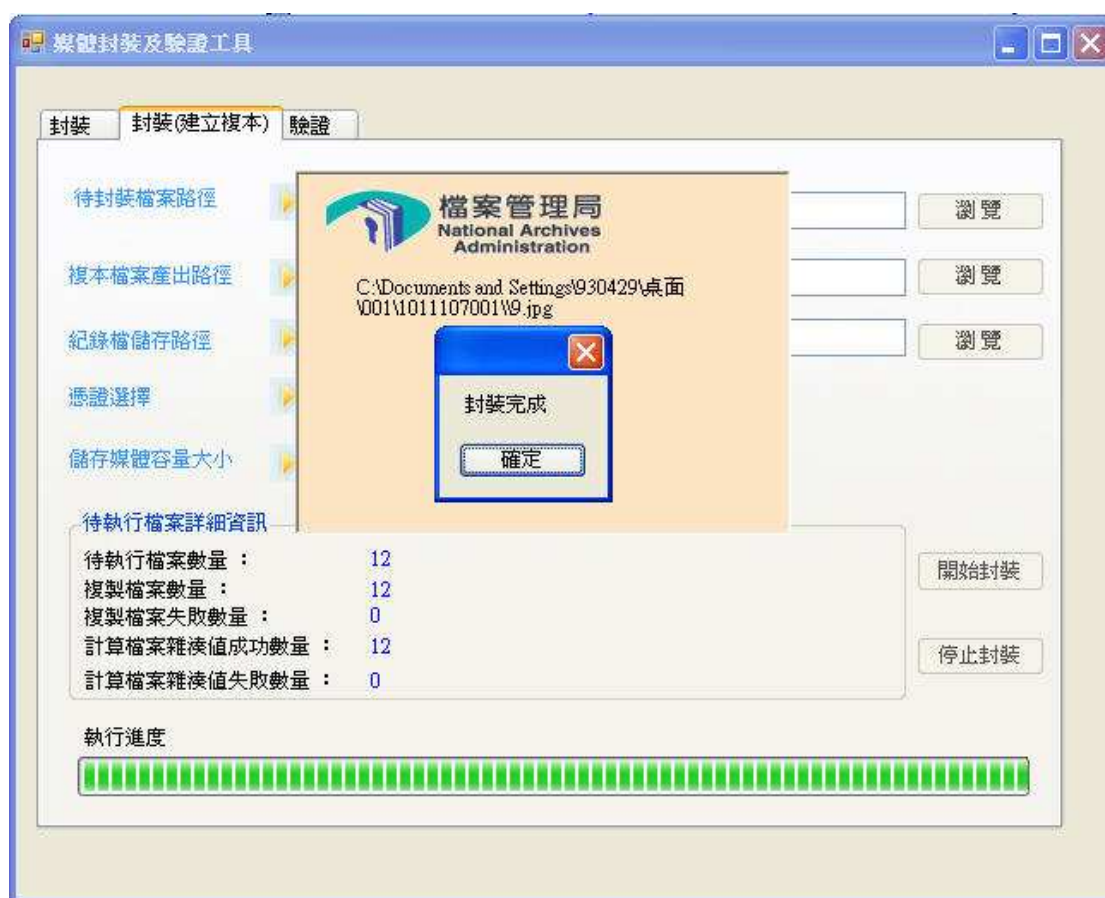 媒體封裝及驗證工具
封裝 封裝(建立複本) 驗證
待封裝檔案路徑 瀏覽
檔案管理局
National Archives
Administration
複本檔案產出路徑 瀏覽
C:\Documents and Settings\930429\桌面
\001\1011107001\\9.jpg
紀錄檔儲存路徑 瀏覽
憑證選擇
封裝完成
確定
儲存媒體容量大小
待執行檔案詳細資訊
待執行檔案數量： 12
複製檔案數量： 12
複製檔案失敗數量： 0
計算檔案雜湊值成功數量： 12
計算檔案雜湊值失敗數量： 0
開始封裝
停止封裝
執行進度